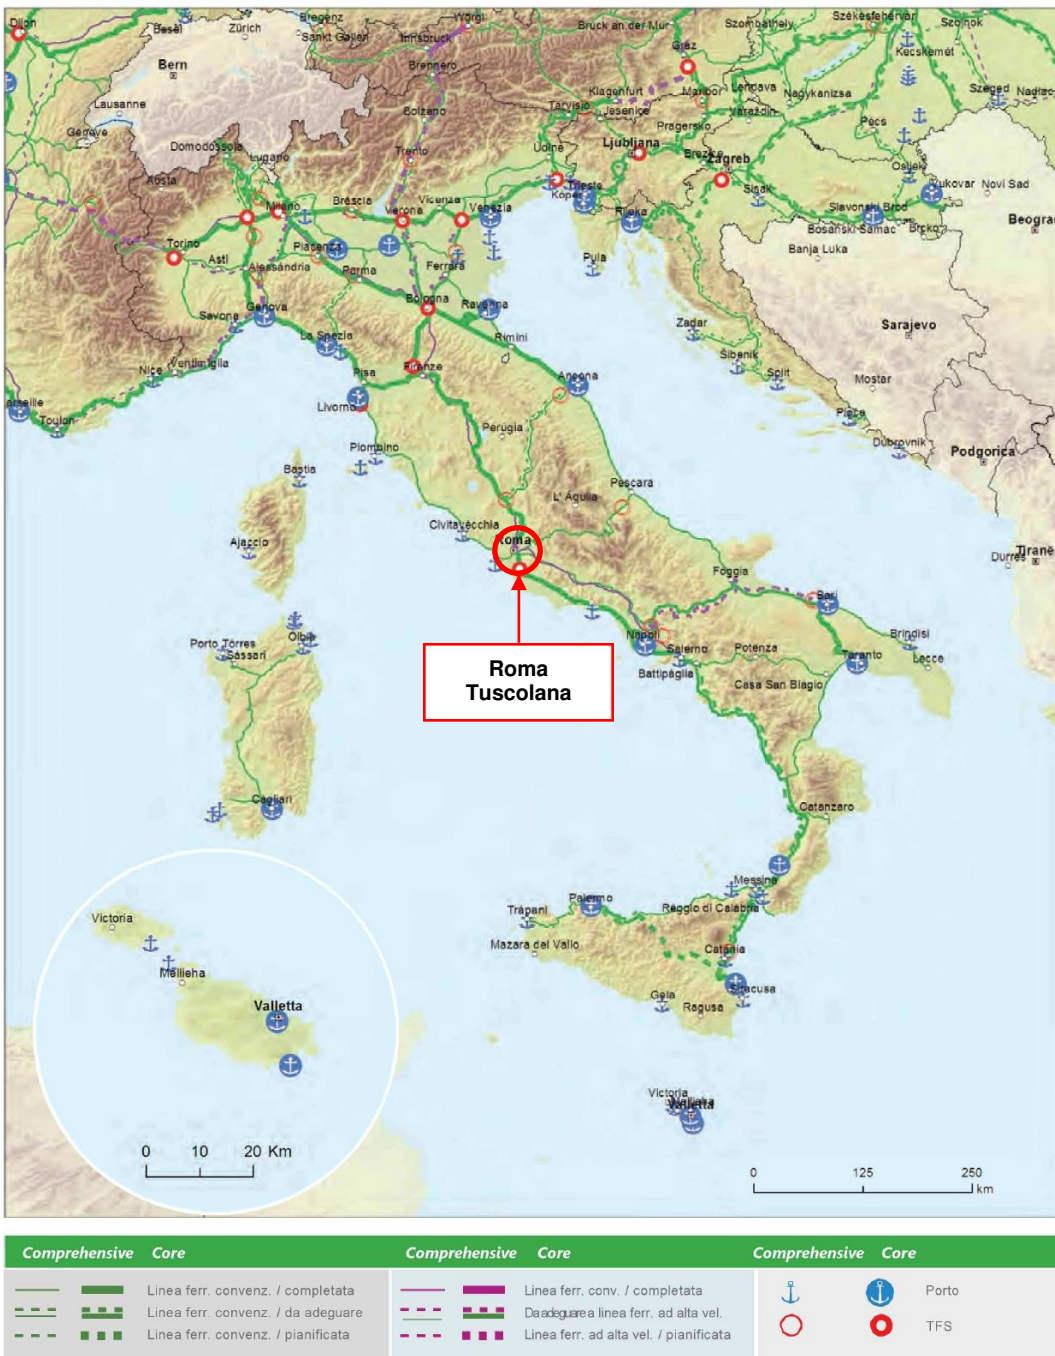 Dijon
Basel
Zürich
Bregenz
Sankt Gallen
Wörgl
Innsbruck
Bruck an der Mur
Szombathely
Székesfehérvár
Szolnok
Bern
Brennero
Graz
Kecskemét
Lausanne
Bolzano
Klagenfurt
Maribor
Lendava
Nagykanizsa
Szeged
Tarvisio
Jesenice
Varaždin
Genève
Domodossola
Lugano
Trento
Udine
Ljubljana
Pragersko
Pécs
Aosta
Zagreb
Osijek
Vukovar
Novi Sad
Milano
Brescia
Verona
Vicenza
Venezia
Trieste
Koper
Rijeka
Sisak
Slavonski Brod
Bosanski Samac
Brcko
Torino
Asti
Piacenza
Parma
Ferrara
Pula
Banja Luka
Alessandria
Bologna
Ravenna
Savona
Genova
La Spezia
Rimini
Zadar
Sarajevo
Nice
Ventimiglia
Pisa
Firenze
Ancona
Šibenik
Split
Mostar
Toulon
Livorno
Perugia
Ploče
Dubrovnik
Podgorica
Piombino
Bastia
L' Aquila
Pescara
Civitavecchia
Roma
Ajaccio
Durrës
Tiranë
Foggia
Bari
Napoli
Salerno
Potenza
Brindisi
Lecce
Porto Torres
Sassari
Olbia
Battipaglia
Taranto
Casa San Biagio
Roma
Tuscolana
Cagliari
Catanzaro
Messina
Palermo
Trapani
Reggio di Calabria
Mazara del Vallo
Catania
Gela
Siracusa
Ragusa
Victoria
Mellieha
Valletta
Victoria
Valletta
0 10 20 Km
0 125 250
km
Comprehensive Core Comprehensive Core Comprehensive Core
Linea ferr. convenz. / completata Linea ferr. conv. / completata Porto
Linea ferr. convenz. / da adeguare Da adeguare a linea ferr. ad alta vel.
Linea ferr. convenz. / pianificata Linea ferr. ad alta vel. / pianificata TFS